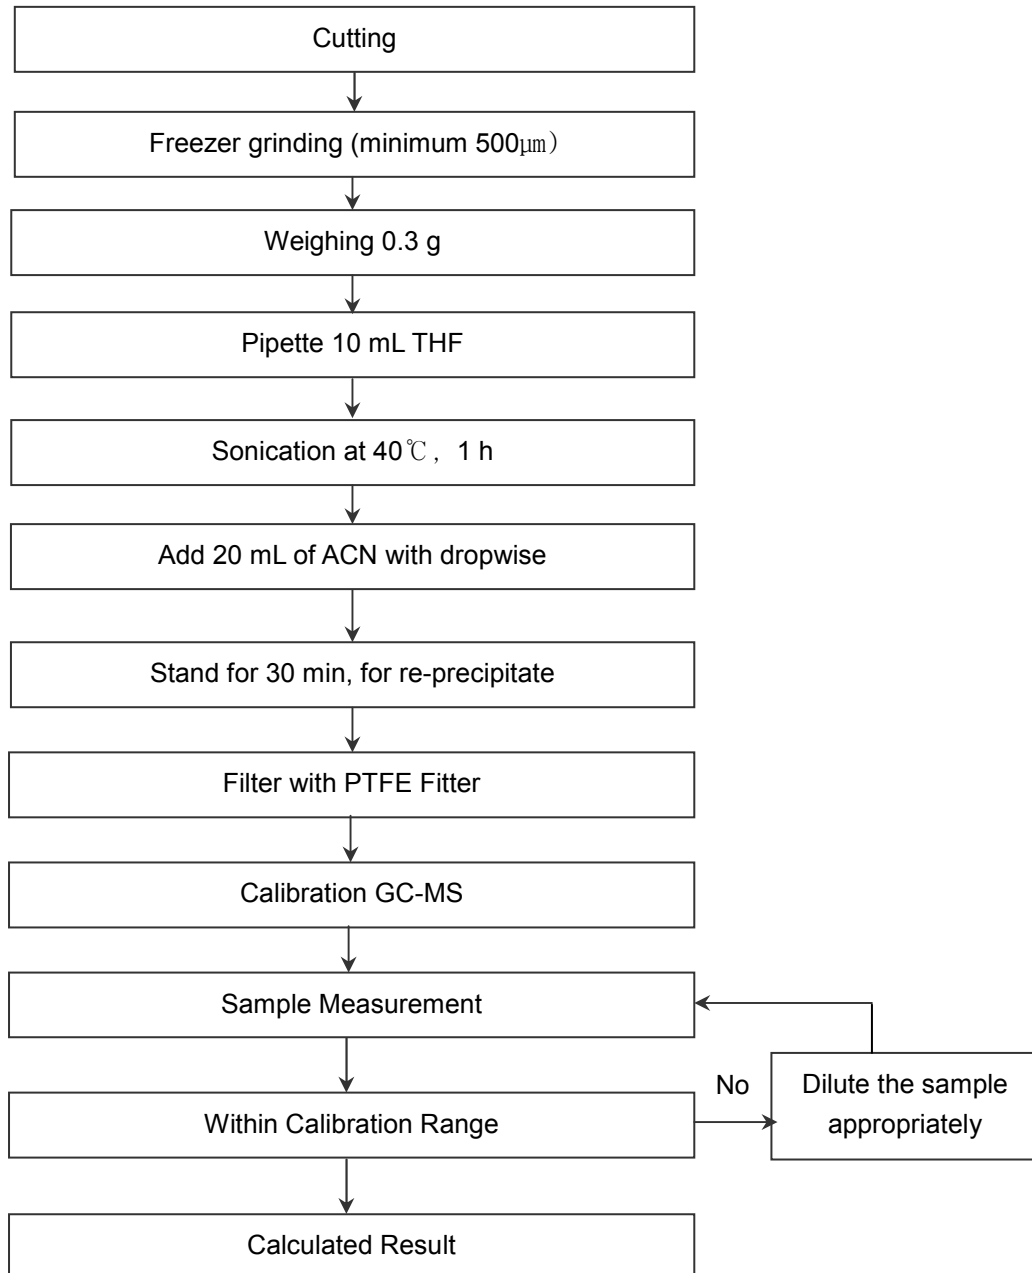 Cutting
Freezer grinding (minimum 500μm)
Weighing 0.3 g
Pipette 10 mL THF
Sonication at 40℃, 1 h
Add 20 mL of ACN with dropwise
Stand for 30 min, for re-precipitate
Filter with PTFE Fitter
Calibration GC-MS
Sample Measurement
Within Calibration Range
No
Dilute the sample
appropriately
Calculated Result